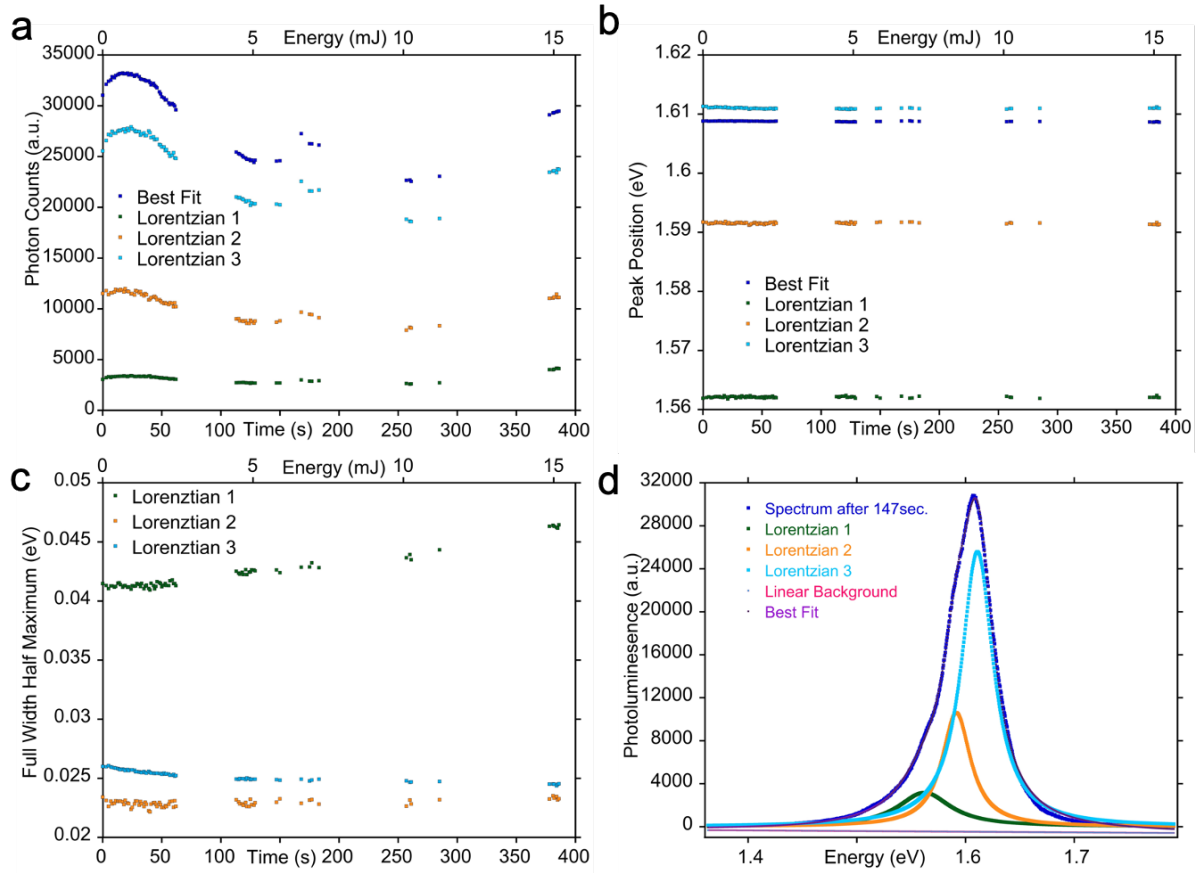 a
Energy (mJ)
0 5 10 15
Photon Counts (a.u.)
35000
30000
25000
20000
15000
10000
5000
0
Best Fit
Lorentzian 1
Lorentzian 2
Lorentzian 3
0 50 100 150 200 250 300 350 400
Time (s)
b
Energy (mJ)
0 5 10 15
Peak Position (eV)
1.62
1.61
1.6
1.59
1.58
1.57
1.56
Best Fit
Lorentzian 1
Lorentzian 2
Lorentzian 3
0 50 100 150 200 250 300 350 400
Time (s)
c
Energy (mJ)
0 5 10 15
Full Width Half Maximum (eV)
0.05
0.045
0.04
0.035
0.03
0.025
0.02
Lorenztian 1
Lorenztian 2
Lorenztian 3
0 50 100 150 200 250 300 350 400
Time (s)
d
Photoluminesence (a.u.)
32000
28000
24000
20000
16000
12000
8000
4000
0
Spectrum after 147sec.
Lorentzian 1
Lorentzian 2
Lorentzian 3
Linear Background
Best Fit
1.4 1.6 1.7
Energy (eV)